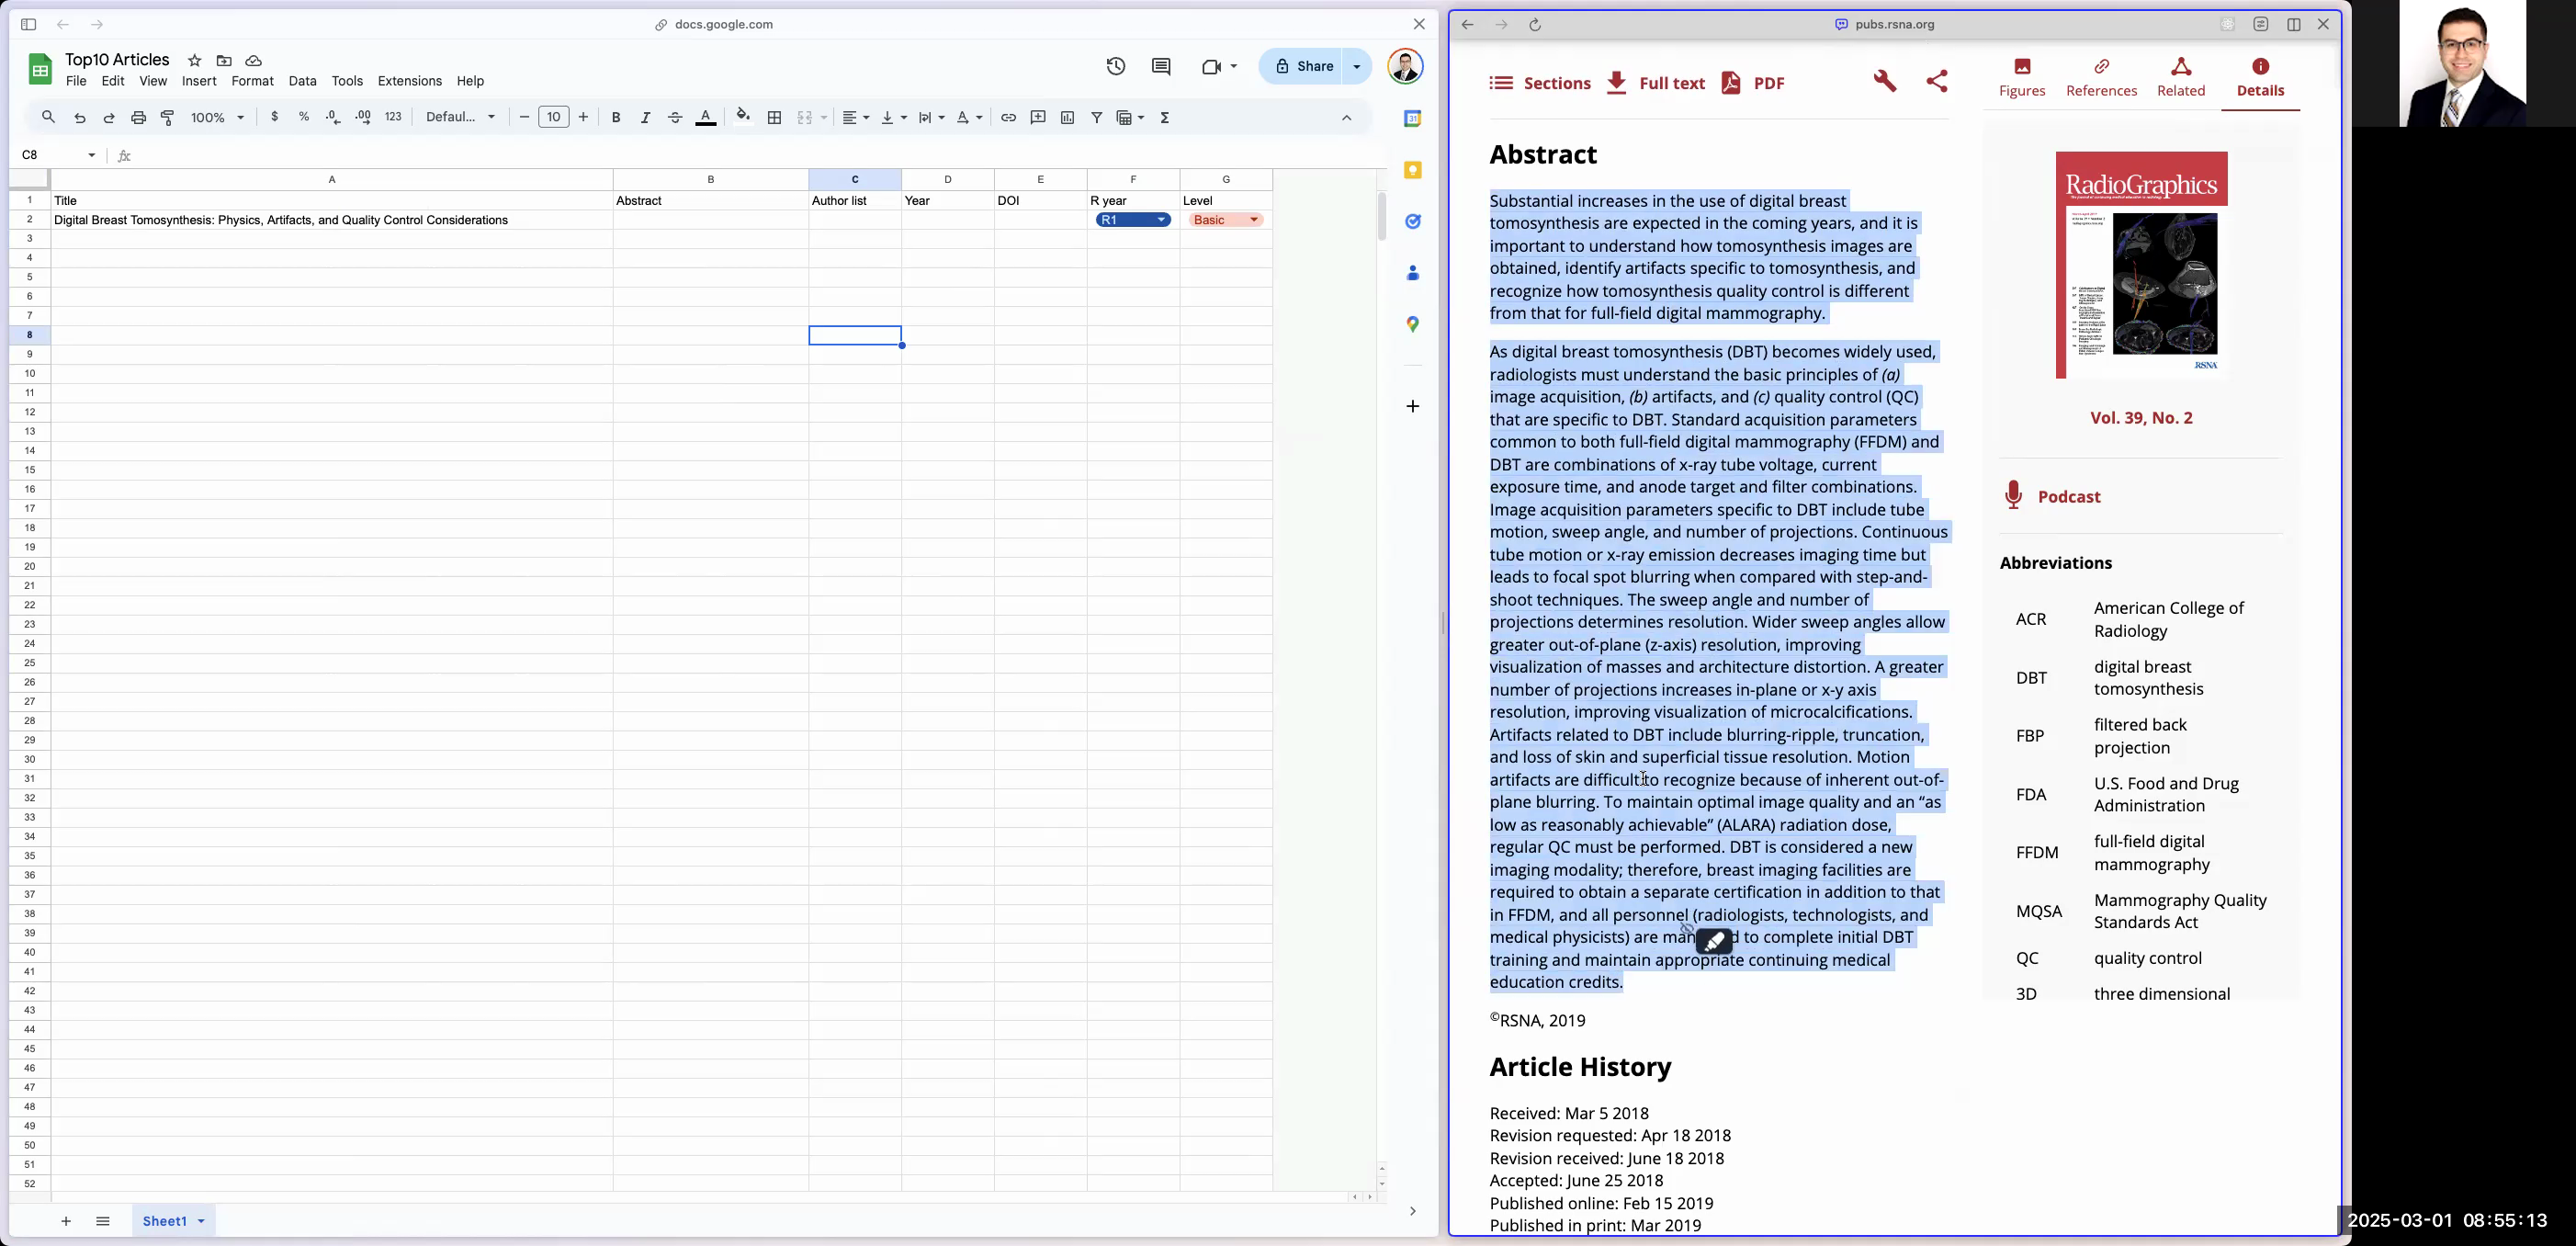 docs.google.com
Top10 Articles
File Edit View Insert Format Data Tools Extensions Help
Share
100% $ % .0 .00 123 Defaul... 10 B I A
C8
A B C D E F G
1 Title Abstract Author list Year DOI R year Level
2 Digital Breast Tomosynthesis: Physics, Artifacts, and Quality Control Considerations R1 Basic
3
4
5
6
7
8
9
10
11
12
13
14
15
16
17
18
19
20
21
22
23
24
25
26
27
28
29
30
31
32
33
34
35
36
37
38
39
40
41
42
43
44
45
46
47
48
49
50
51
52
Sheet1
pubs.rsna.org
Sections Full text PDF
Figures References Related Details
Abstract
Substantial increases in the use of digital breast
tomosynthesis are expected in the coming years, and it is
important to understand how tomosynthesis images are
obtained, identify artifacts specific to tomosynthesis, and
recognize how tomosynthesis quality control is different
from that for full-field digital mammography.
As digital breast tomosynthesis (DBT) becomes widely used,
radiologists must understand the basic principles of (a)
image acquisition, (b) artifacts, and (c) quality control (QC)
that are specific to DBT. Standard acquisition parameters
common to both full-field digital mammography (FFDM) and
DBT are combinations of x-ray tube voltage, current
exposure time, and anode target and filter combinations.
Image acquisition parameters specific to DBT include tube
motion, sweep angle, and number of projections. Continuous
tube motion or x-ray emission decreases imaging time but
leads to focal spot blurring when compared with step-and-
shoot techniques. The sweep angle and number of
projections determines resolution. Wider sweep angles allow
greater out-of-plane (z-axis) resolution, improving
visualization of masses and architecture distortion. A greater
number of projections increases in-plane or x-y axis
resolution, improving visualization of microcalcifications.
Artifacts related to DBT include blurring-ripple, truncation,
and loss of skin and superficial tissue resolution. Motion
artifacts are difficult to recognize because of inherent out-of-
plane blurring. To maintain optimal image quality and an “as
low as reasonably achievable” (ALARA) radiation dose,
regular QC must be performed. DBT is considered a new
imaging modality; therefore, breast imaging facilities are
required to obtain a separate certification in addition to that
in FFDM, and all personnel (radiologists, technologists, and
medical physicists) are man d to complete initial DBT
training and maintain appropriate continuing medical
education credits.
©RSNA, 2019
Article History
Received: Mar 5 2018
Revision requested: Apr 18 2018
Revision received: June 18 2018
Accepted: June 25 2018
Published online: Feb 15 2019
Published in print: Mar 2019
RadioGraphics
RSNA
Vol. 39, No. 2
Podcast
Abbreviations
ACR American College of
Radiology
DBT digital breast
tomosynthesis
FBP filtered back
projection
FDA U.S. Food and Drug
Administration
FFDM full-field digital
mammography
MQSA Mammography Quality
Standards Act
QC quality control
3D three dimensional
2025-03-01 08:55:13